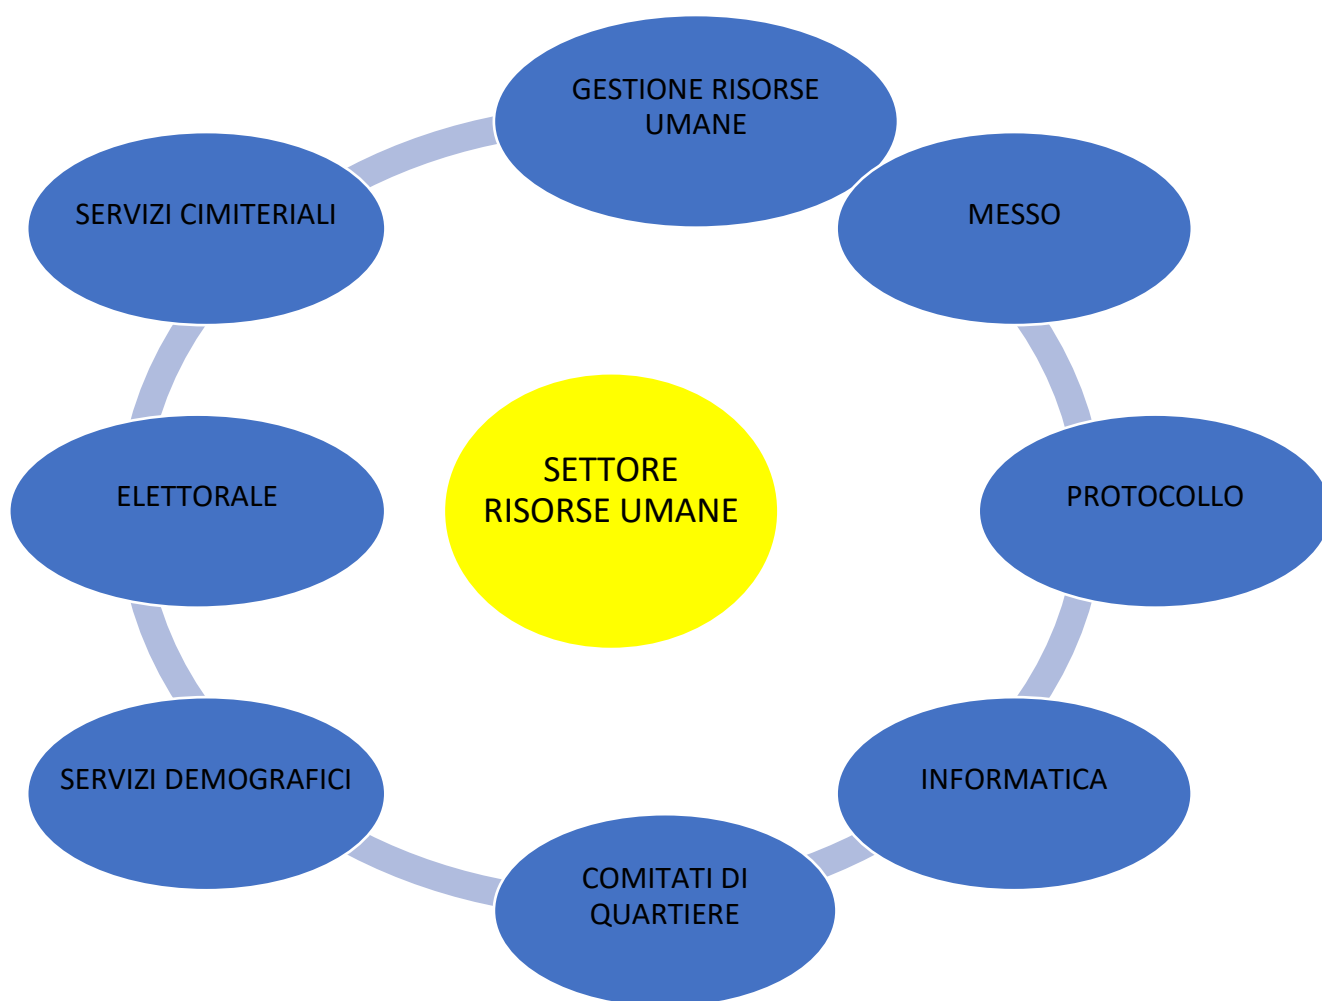 GESTIONE RISORSE
UMANE
SERVIZI CIMITERIALI
MESSO
SETTORE
RISORSE UMANE
ELETTORALE
PROTOCOLLO
SERVIZI DEMOGRAFICI
INFORMATICA
COMITATI DI
QUARTIERE